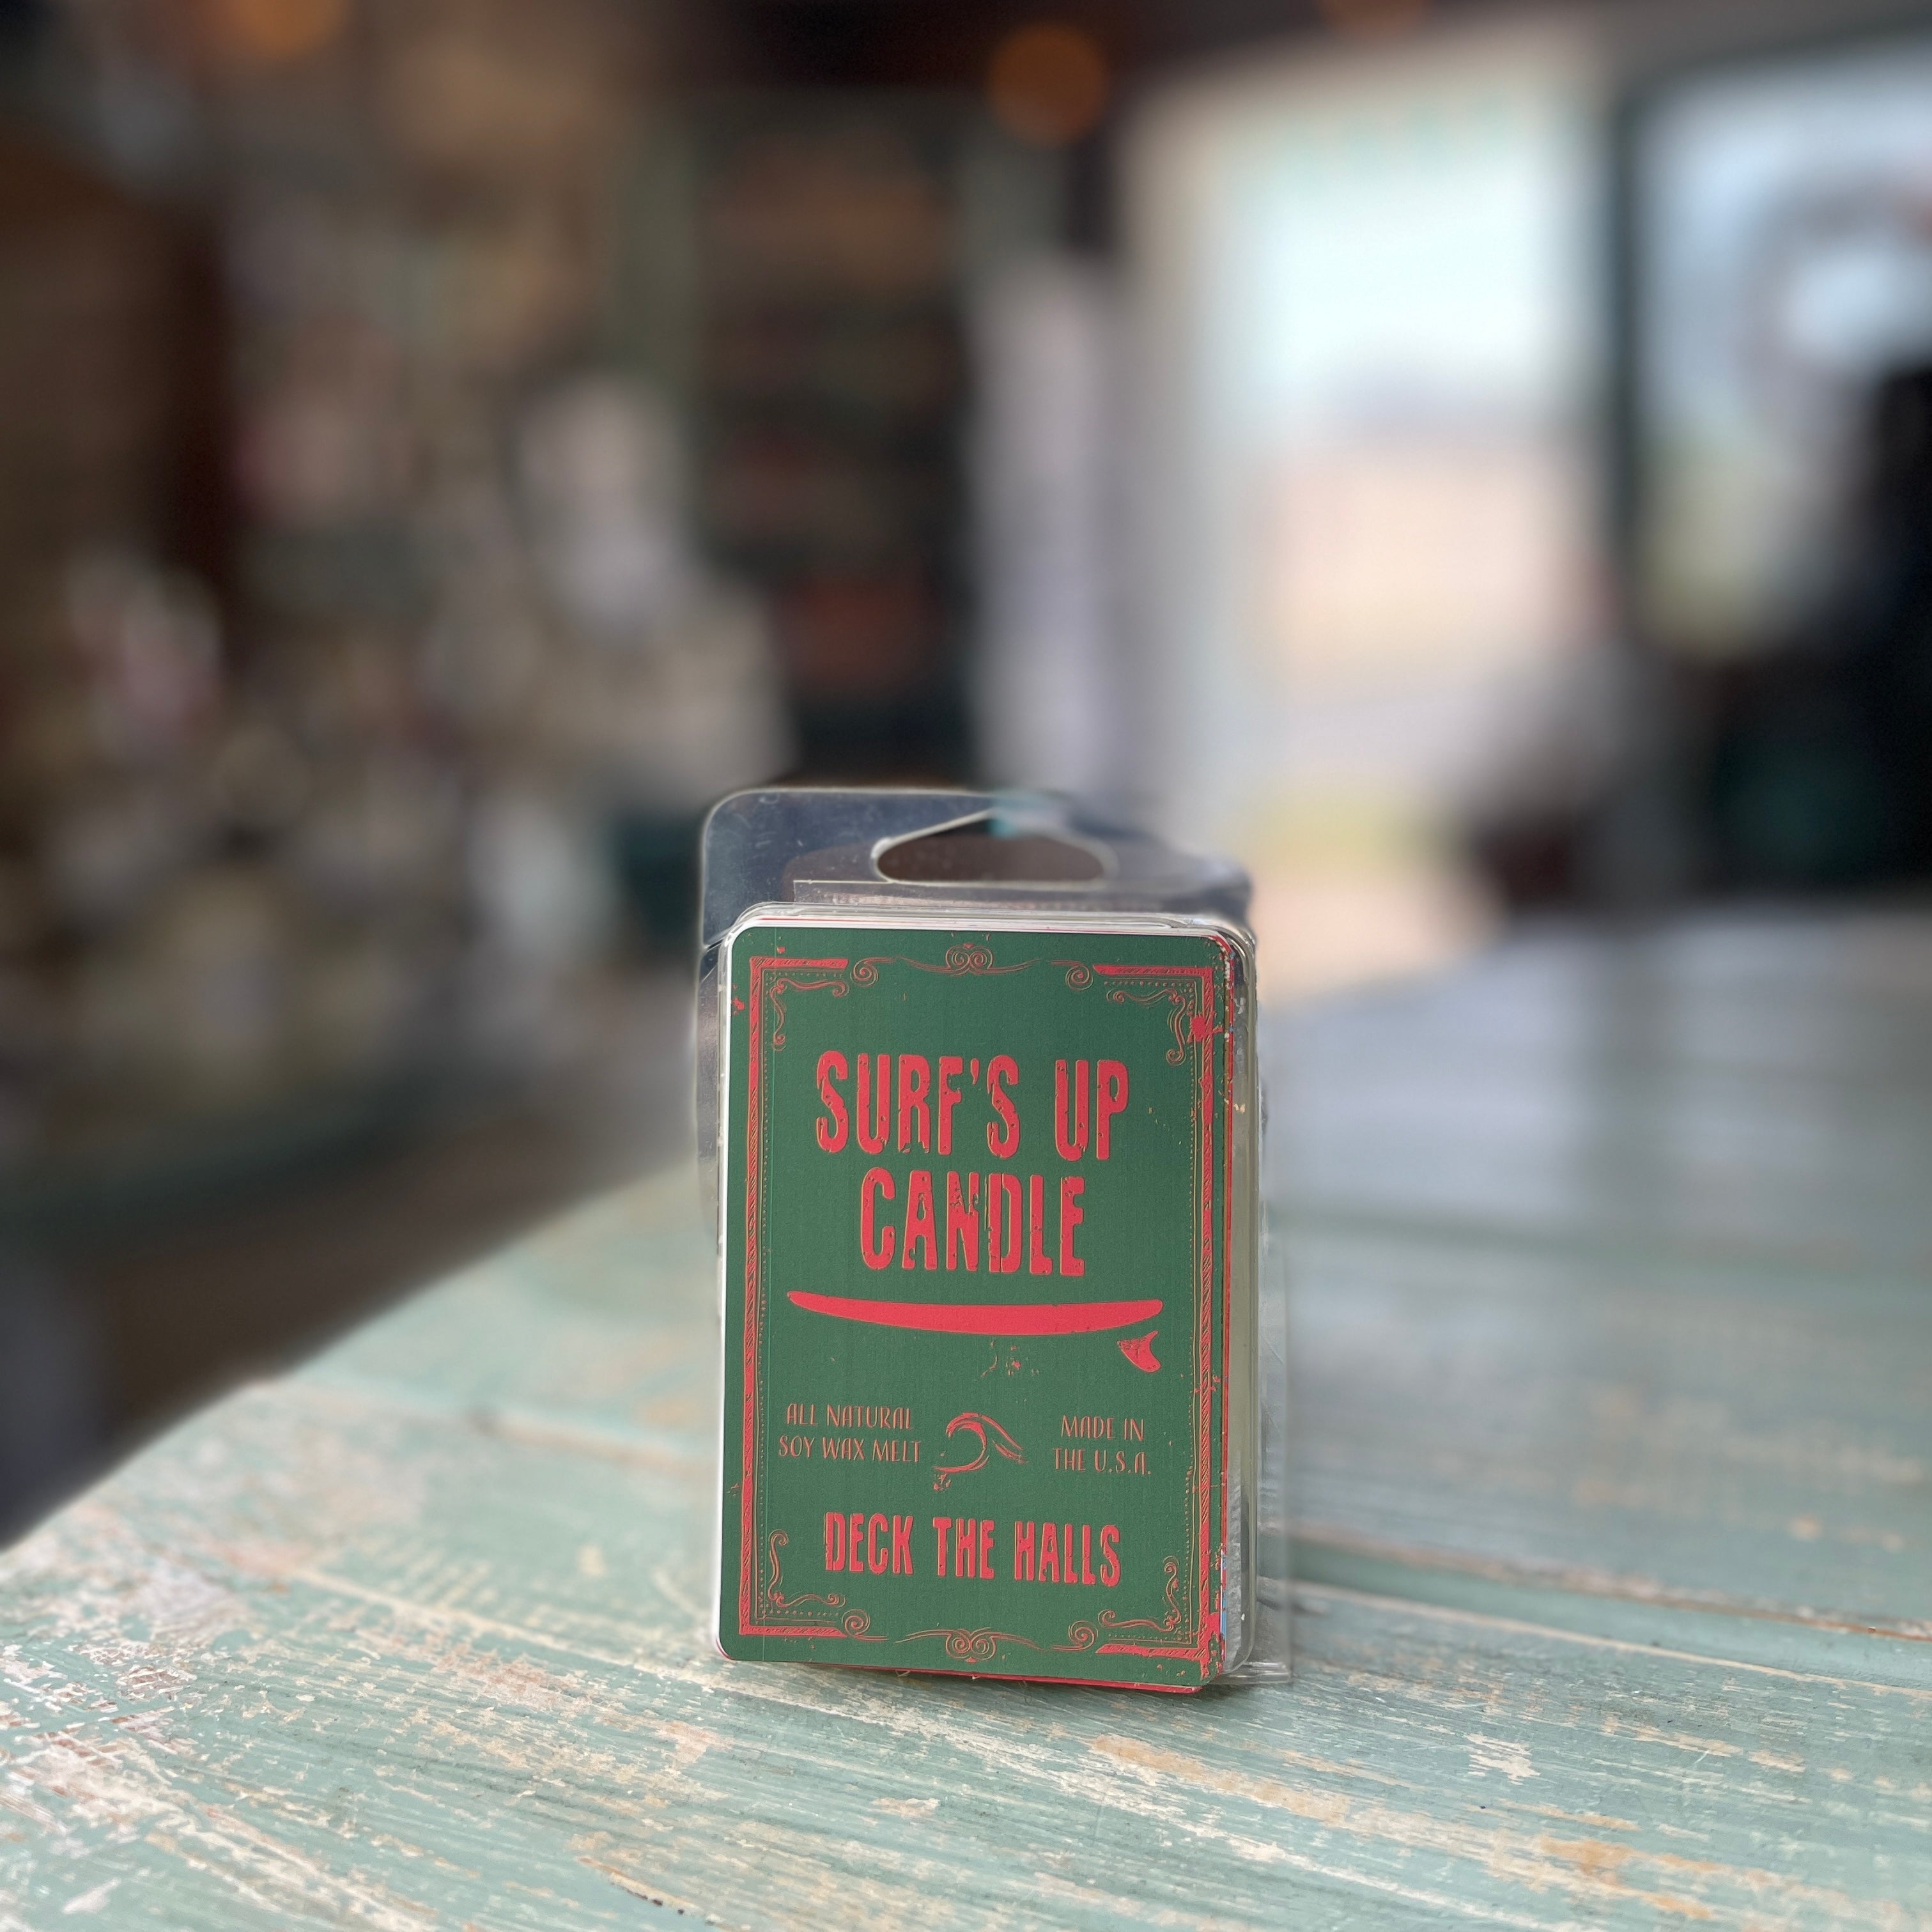 SURF'S UP
CANDLE
ALL NATURAL
SOY WAX MELT
MADE IN
THE U.S.A.
DECK THE HALLS